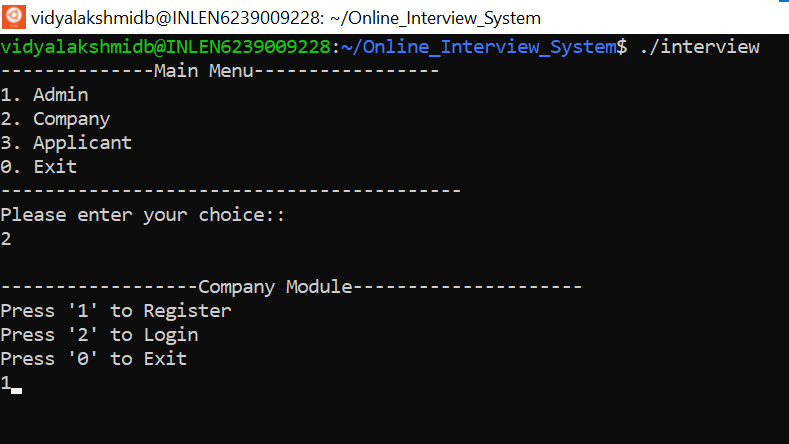 vidyalakshmidb@INLEN6239009228: ~/Online_Interview_System
vidyalakshmidb@INLEN6239009228:~/Online_Interview_System$ ./interview
--------------Main Menu-----------------
1. Admin
2. Company
3. Applicant
0. Exit
------------------------------------------
Please enter your choice::
2
------------------Company Module---------------------
Press '1' to Register
Press '2' to Login
Press '0' to Exit
1